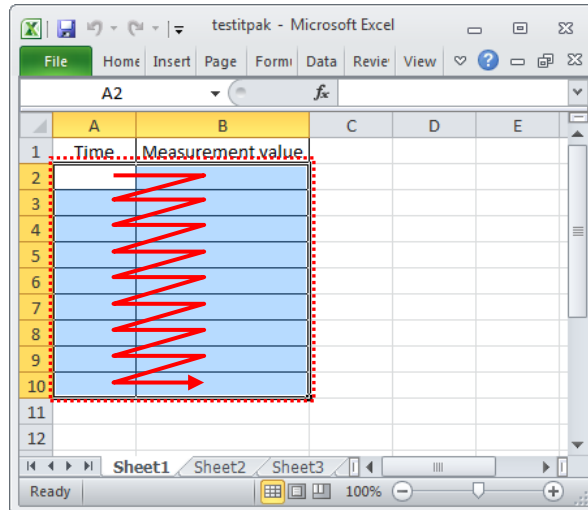 testitpak - Microsoft Excel
File Home Insert Page Formu Data Revie View
A2 fx
A B C D E
1 Time Measurement value
2
3
4
5
6
7
8
9
10
11
12
Sheet1 Sheet2 Sheet3
Ready 100%